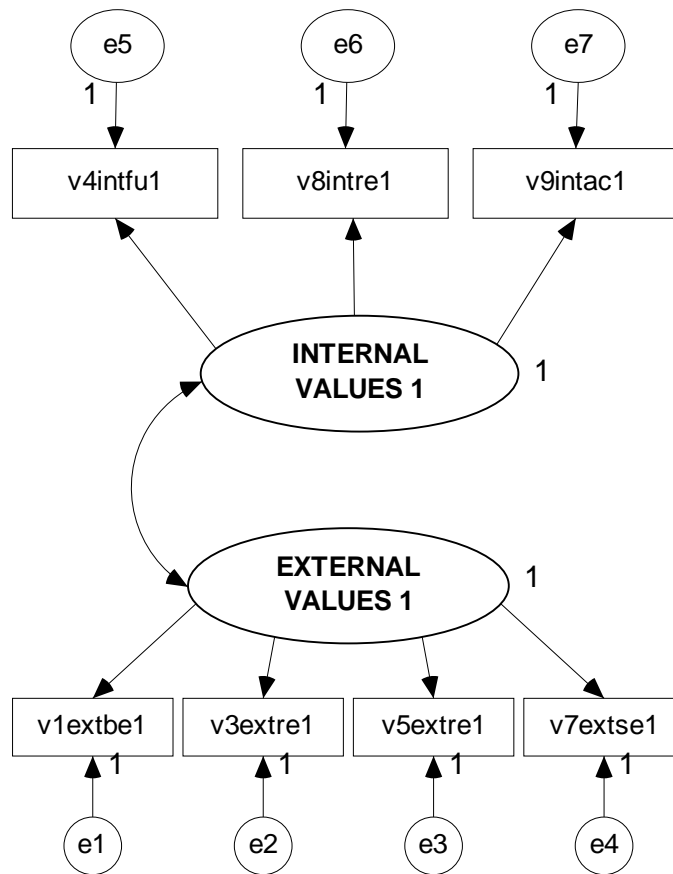 e5 e6 e7
1 1 1
v4intfu1 v8intre1 v9intac1
INTERNAL
VALUES 1
1
EXTERNAL
VALUES 1
1
v1extbe1 v3extre1 v5extre1 v7extse1
1 1 1 1
e1 e2 e3 e4